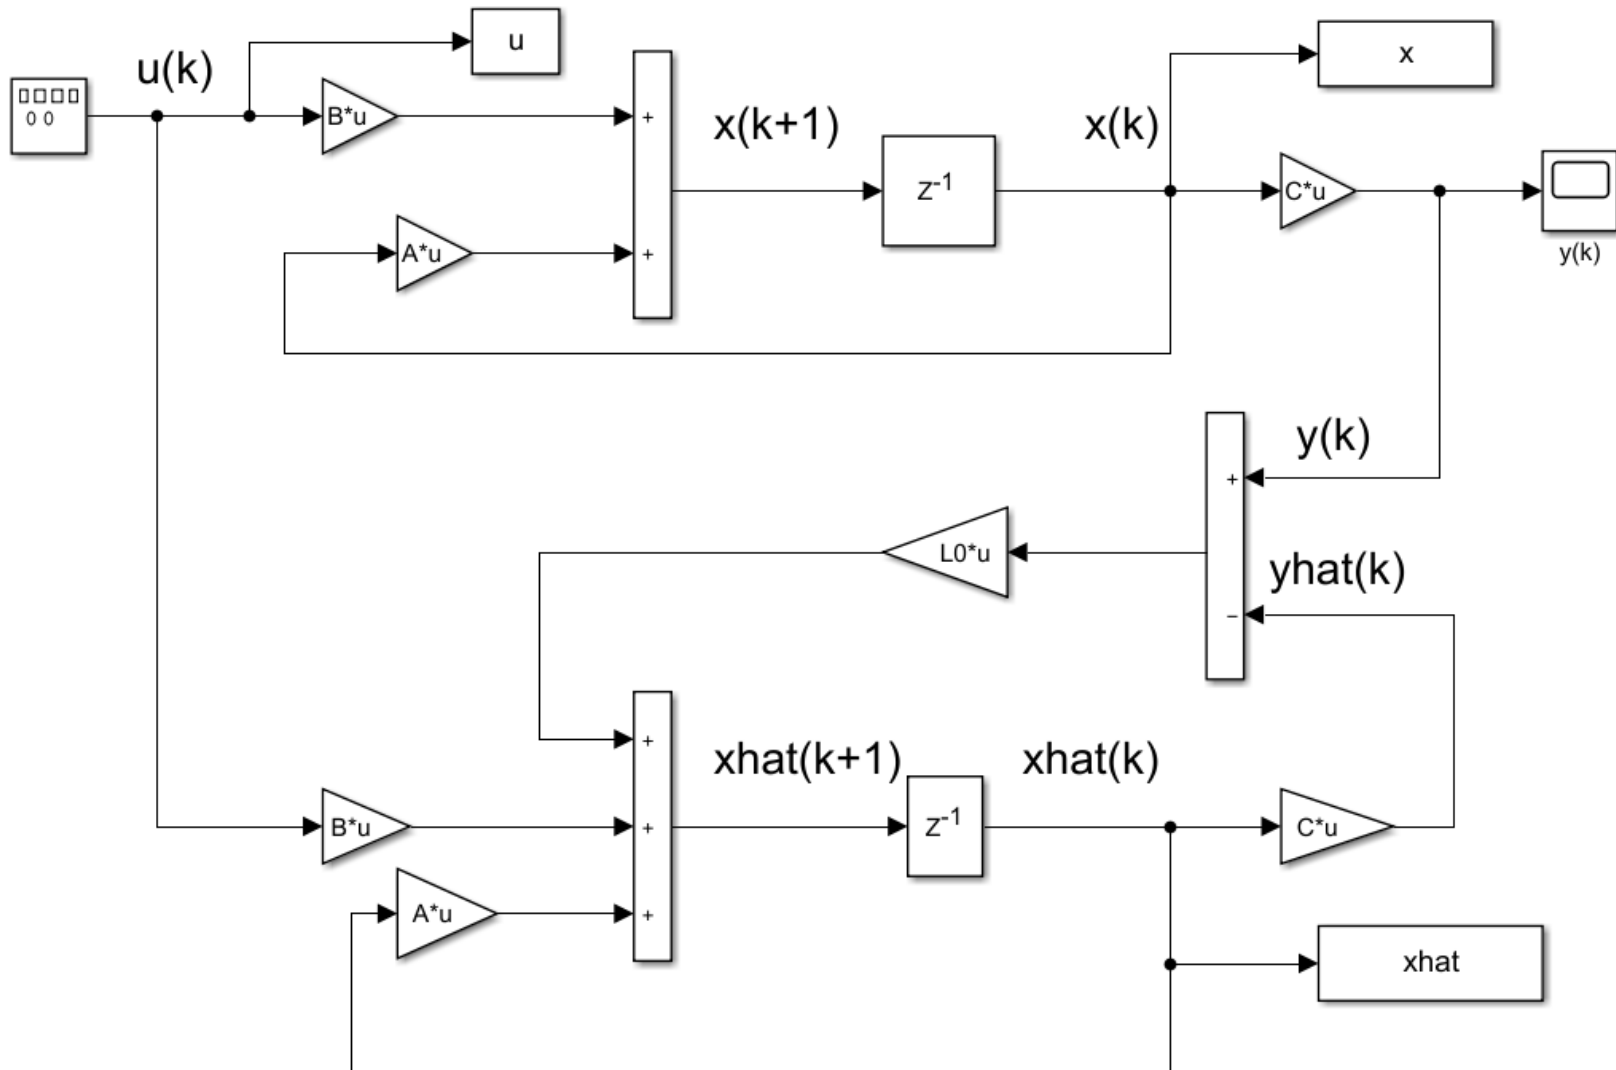 u
u(k)
x
B*u
+
x(k+1)
x(k)
Z-1
C*u
A*u
+
y(k)
y(k)
+
L0*u
yhat(k)
−
+
xhat(k+1)
xhat(k)
B*u
+
Z-1
C*u
A*u
+
xhat